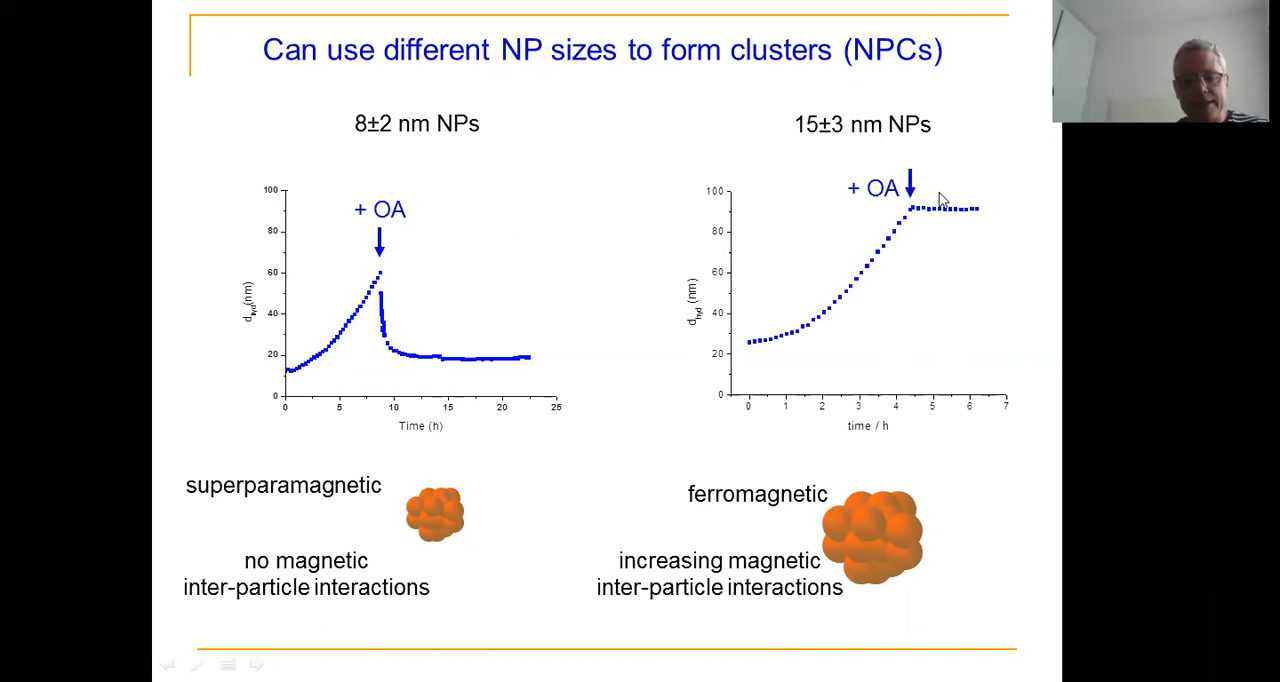 Can use different NP sizes to form clusters (NPCs)
8±2 nm NPs
100
80
60
40
20
0
d hyd (nm)
+ OA
0 5 10 15 20 25
Time (h)
superparamagnetic
no magnetic
inter-particle interactions
15±3 nm NPs
100
80
60
40
20
0
d hyd (nm)
+ OA
0 1 2 3 4 5 6 7
time / h
ferromagnetic
increasing magnetic
inter-particle interactions